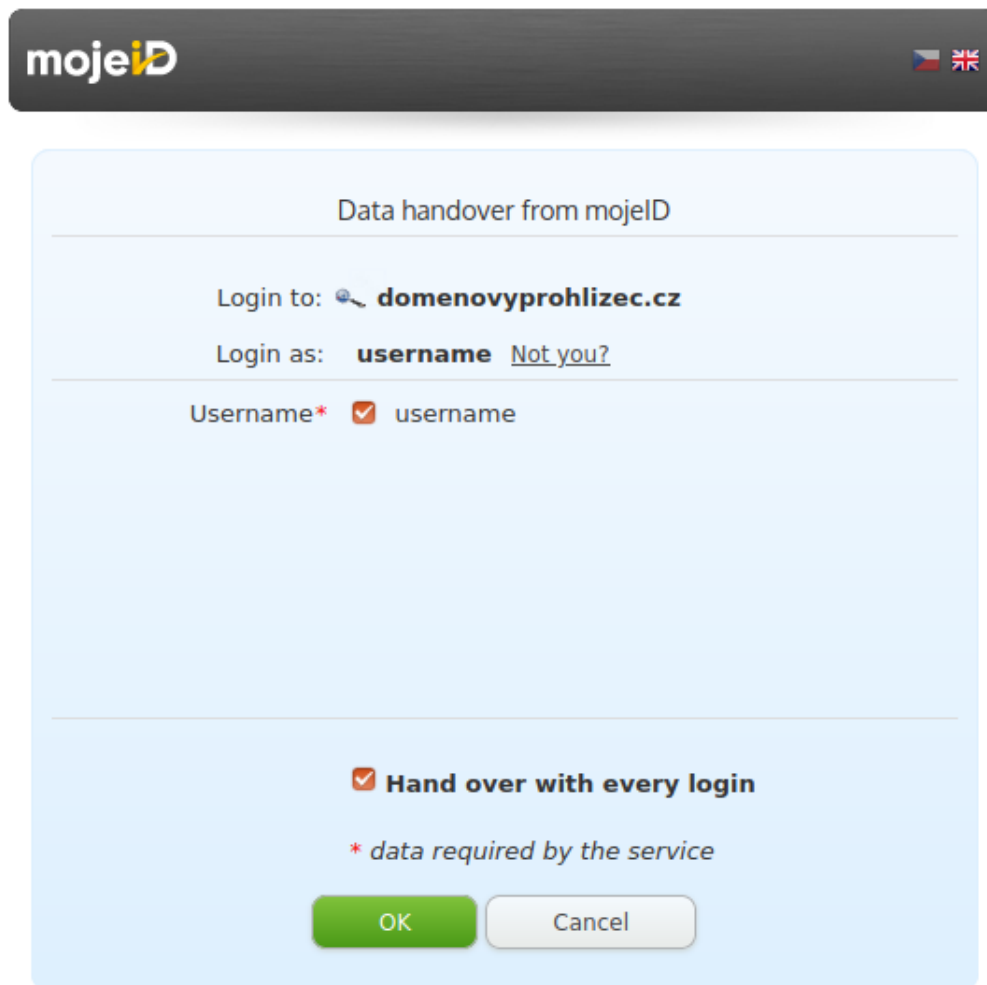 mojeiD
Data handover from mojeID
Login to: domenovyprohlizec.cz
Login as: username Not you?
Username* username
Hand over with every login
* data required by the service
OK Cancel